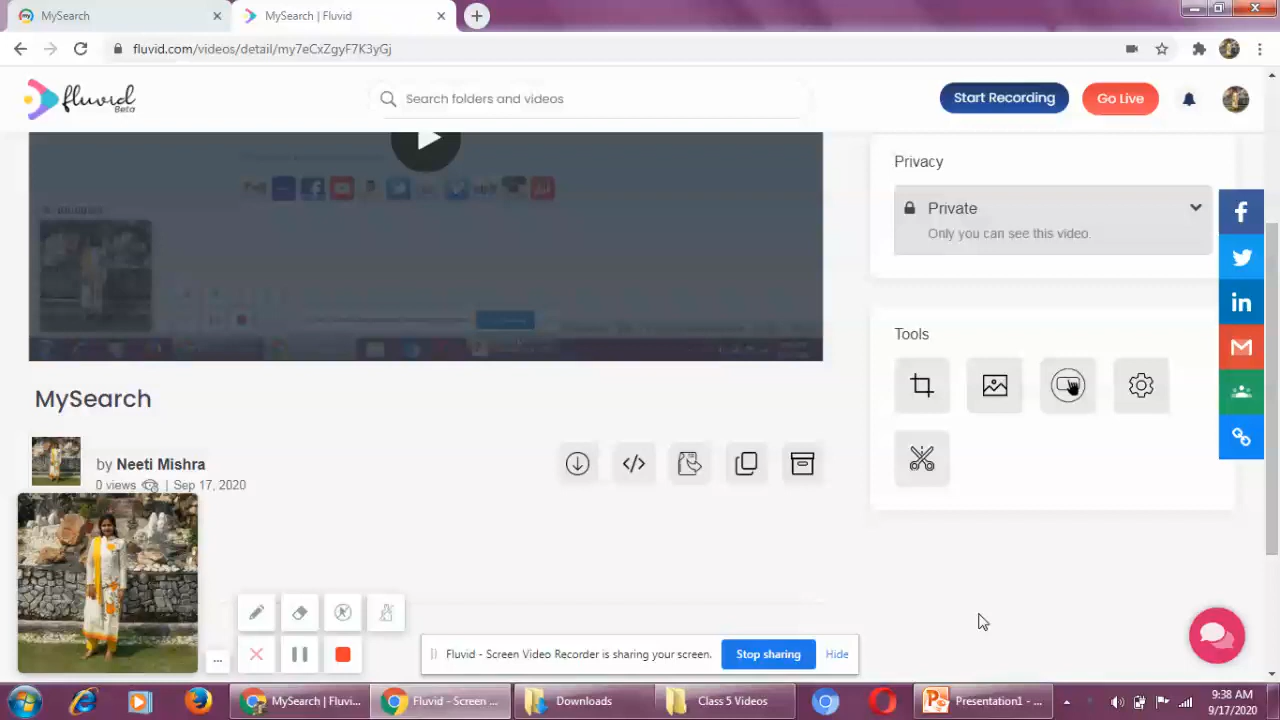 MySearch
MySearch | Fluvid
fluvid.com/videos/detail/my7eCxZgyF7K3yGj
fluvid
Beta
Search folders and videos
Start Recording
Go Live
Privacy
Private
Only you can see this video.
Tools
MySearch
by Neeti Mishra
0 views | Sep 17, 2020
...
Fluvid - Screen Video Recorder is sharing your screen.
Stop sharing
Hide
MySearch | Fluvi...
Fluvid - Screen ...
Downloads
Class 5 Videos
Presentation1 - ...
9:38 AM
9/17/2020